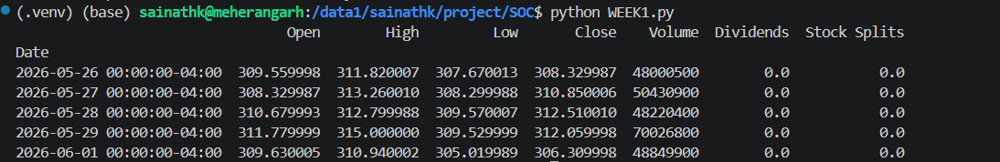 (.venv) (base) sainathk@meherangarh:/data1/sainathk/project/SOC$ python WEEK1.py
Open High Low Close Volume Dividends Stock Splits
Date
2026-05-26 00:00:00-04:00 309.559998 311.820007 307.670013 308.329987 48000500 0.0 0.0
2026-05-27 00:00:00-04:00 308.329987 313.260010 308.299988 310.850006 50430900 0.0 0.0
2026-05-28 00:00:00-04:00 310.679993 312.799988 309.570007 312.510010 48220400 0.0 0.0
2026-05-29 00:00:00-04:00 311.779999 315.000000 309.529999 312.059998 70026800 0.0 0.0
2026-06-01 00:00:00-04:00 309.630005 310.940002 305.019989 306.309998 48849900 0.0 0.0